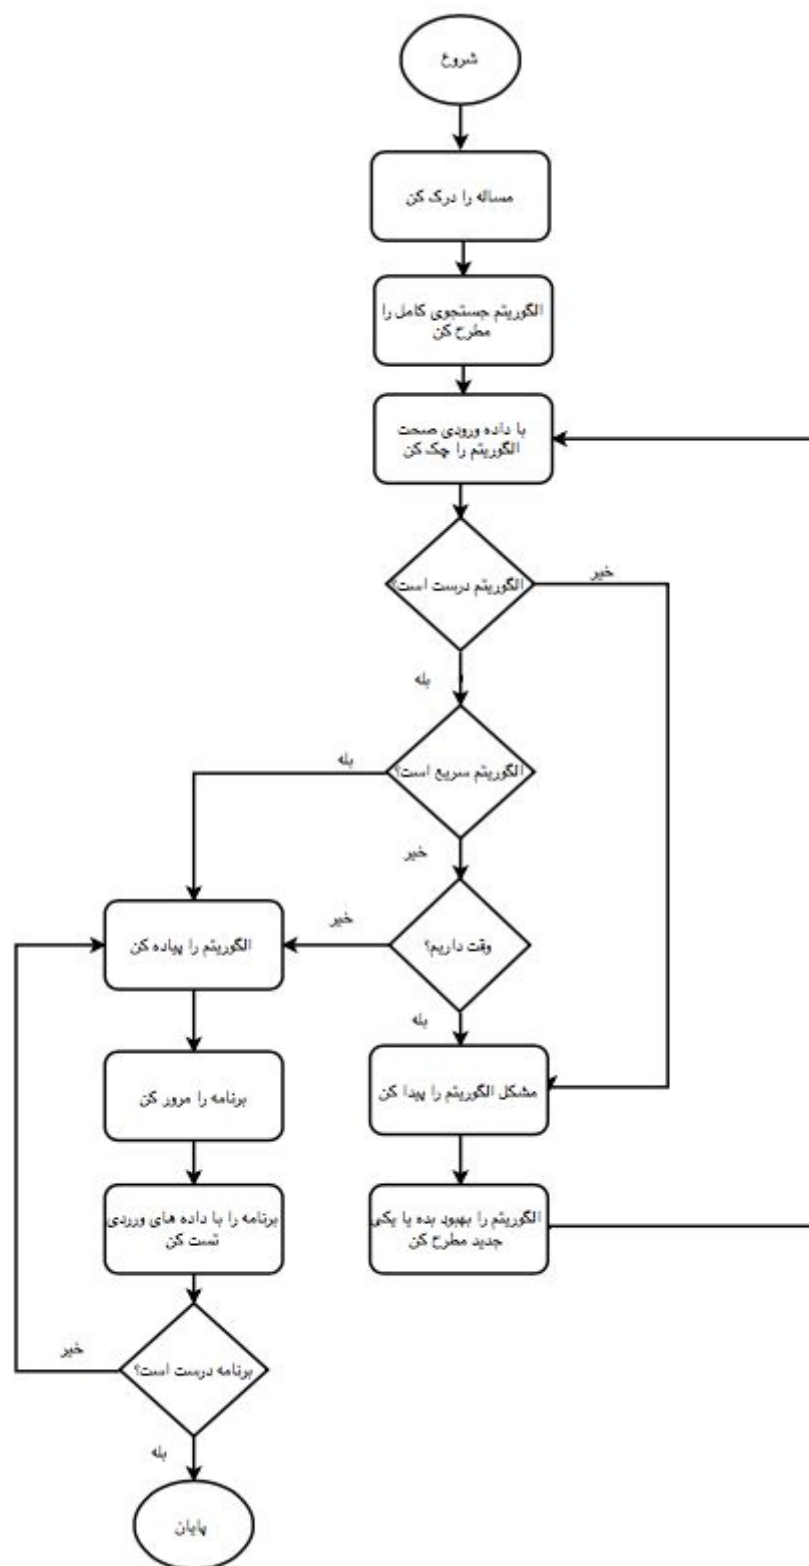 شروع
مساله را درک کن
الگوریتم جستجوی کامل را
مطرح کن
با داده ورودی صحت
الگوریتم را چک کن
الگوریتم درست است؟
خیر
بله
الگوریتم سریع است؟
بله
خیر
وقت داریم؟
خیر
بله
الگوریتم را پیاده کن
مشکل الگوریتم را پیدا کن
برنامه را مرور کن
الگوریتم را بهبود بده یا یکی
جدید مطرح کن
برنامه را با داده های ورردی
تست کن
خیر
برنامه درست است؟
بله
پایان